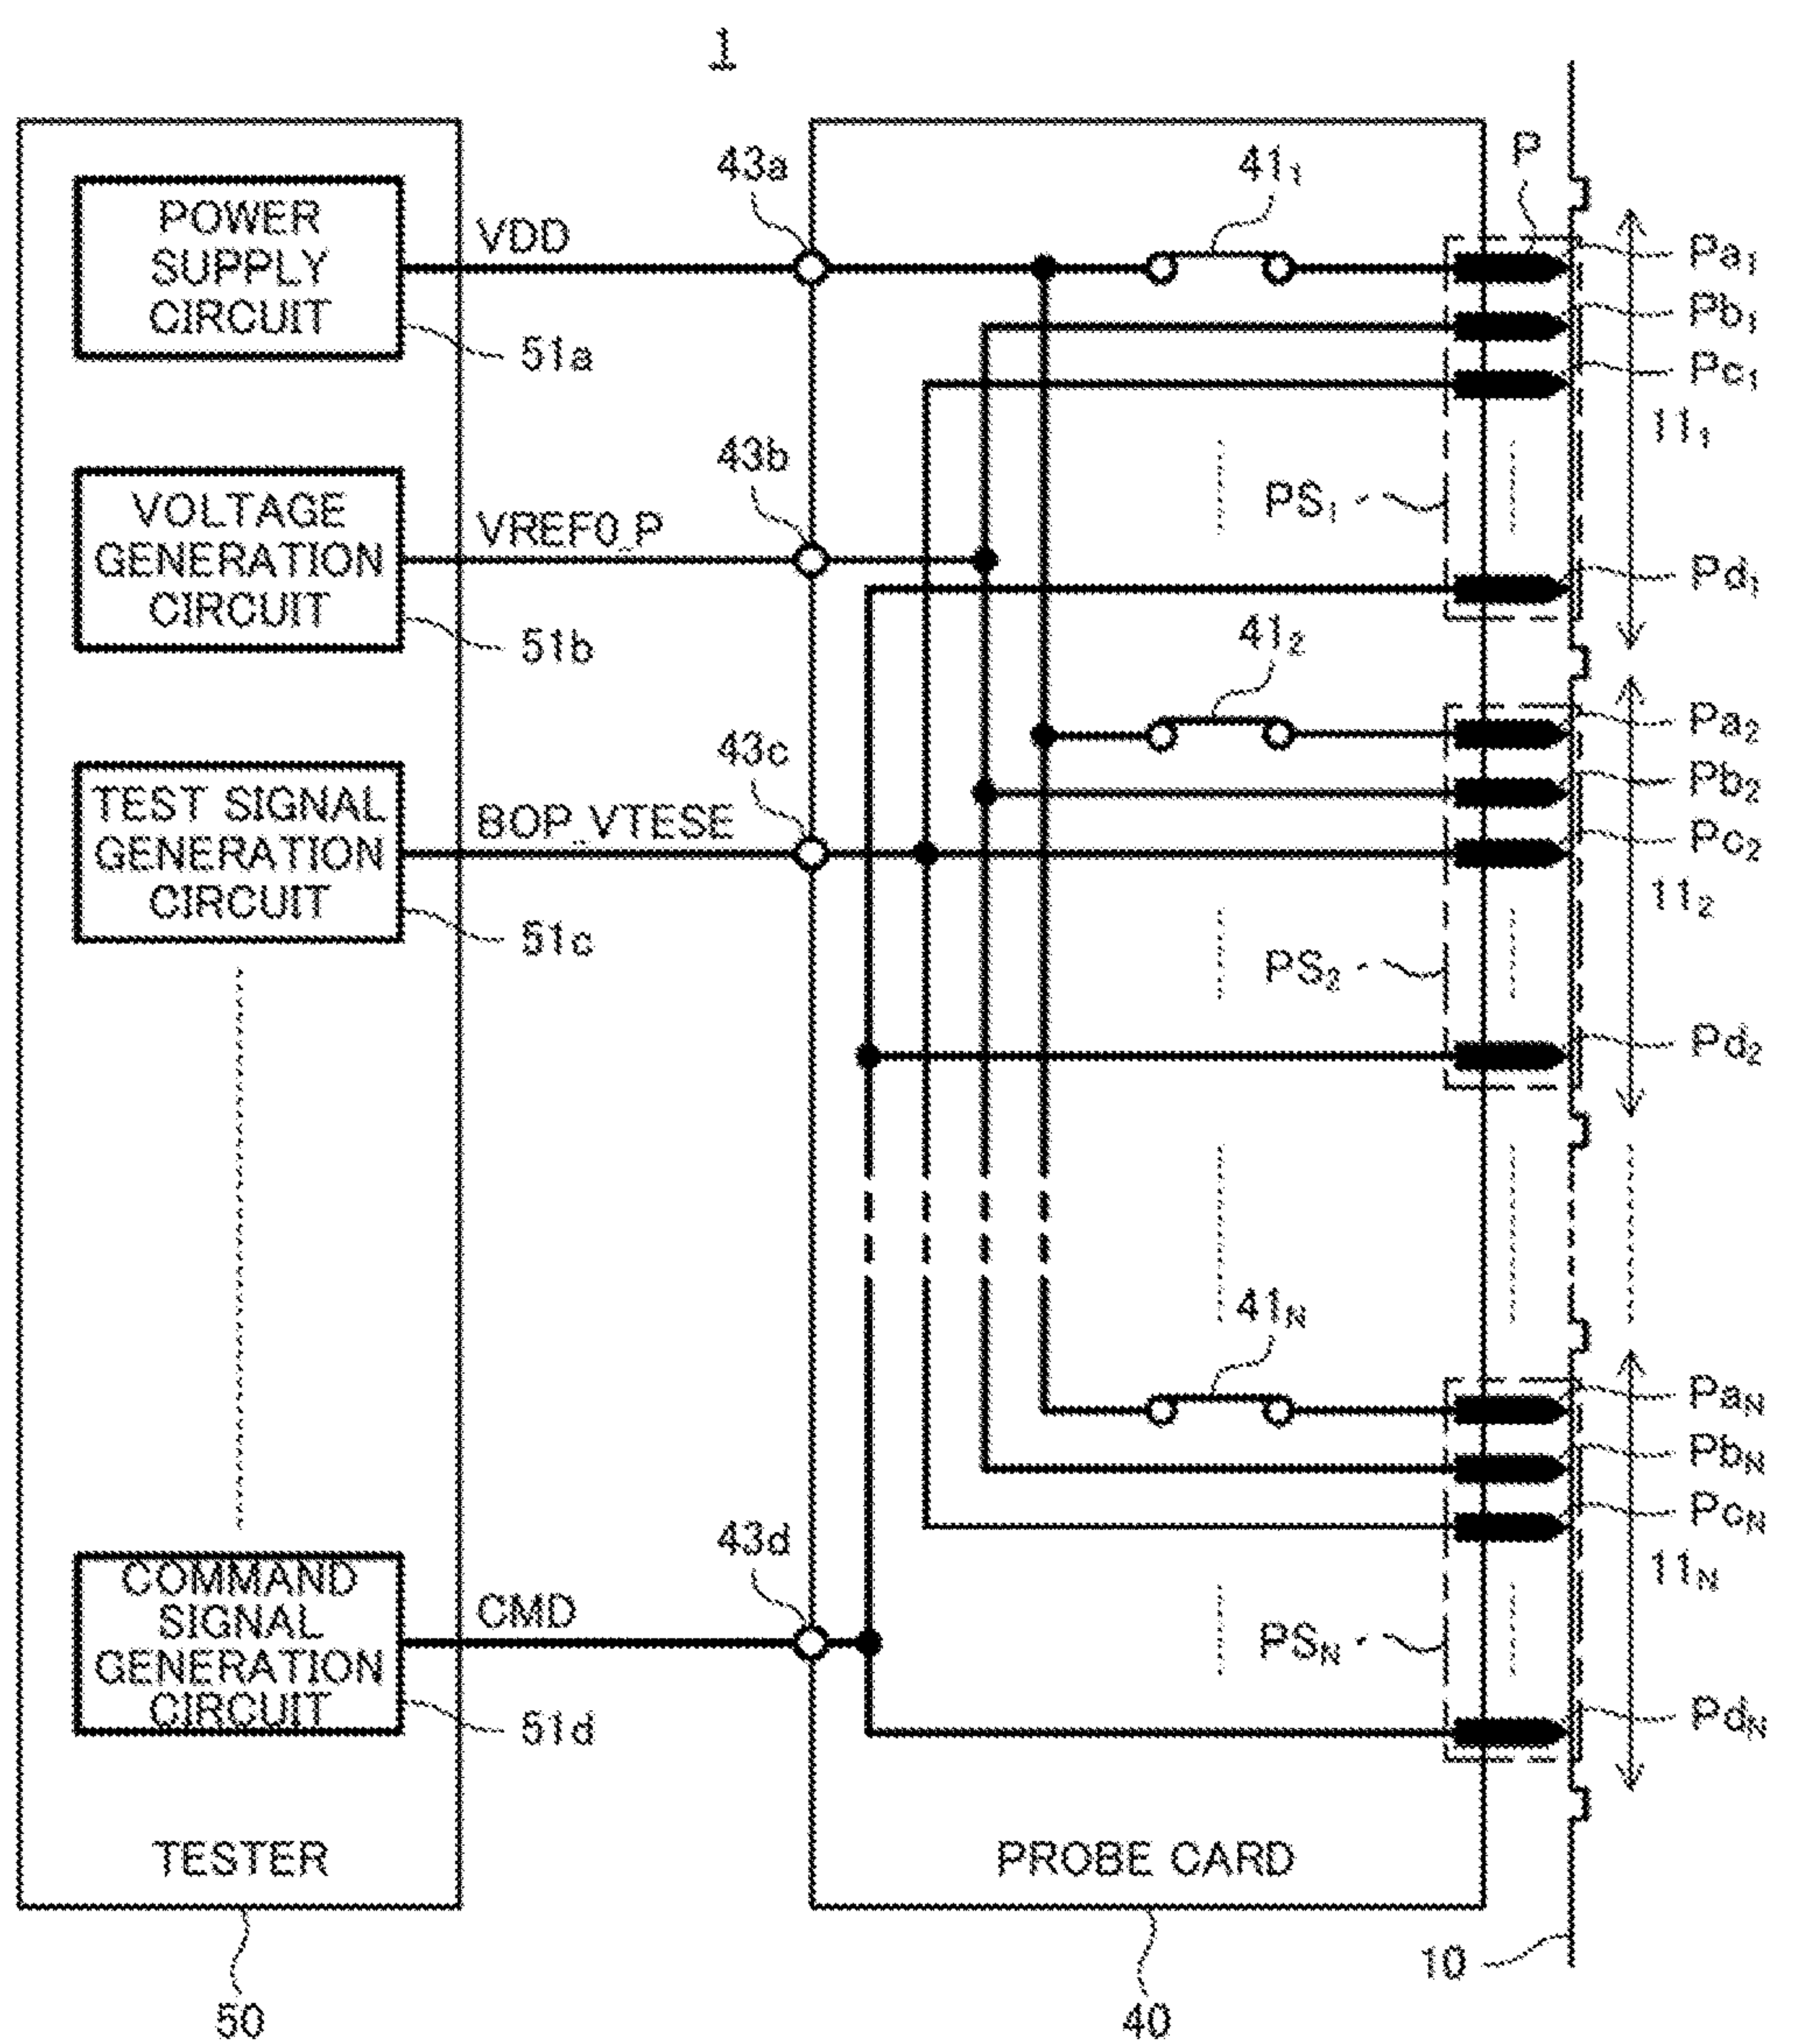 1
POWER
SUPPLY
CIRCUIT
51a
VDD
43a
41₁
P
Pa₁
Pb₁
Pc₁
11₁
PS₁
Pd₁
VOLTAGE
GENERATION
CIRCUIT
51b
VREF0_P
43b
41₂
Pa₂
Pb₂
Pc₂
11₂
PS₂
Pd₂
TEST SIGNAL
GENERATION
CIRCUIT
51c
BOP_VTESE
43c
41N
PaN
PbN
PcN
11N
PSN
PdN
COMMAND
SIGNAL
GENERATION
CIRCUIT
51d
CMD
43d
TESTER
PROBE CARD
50
40
10